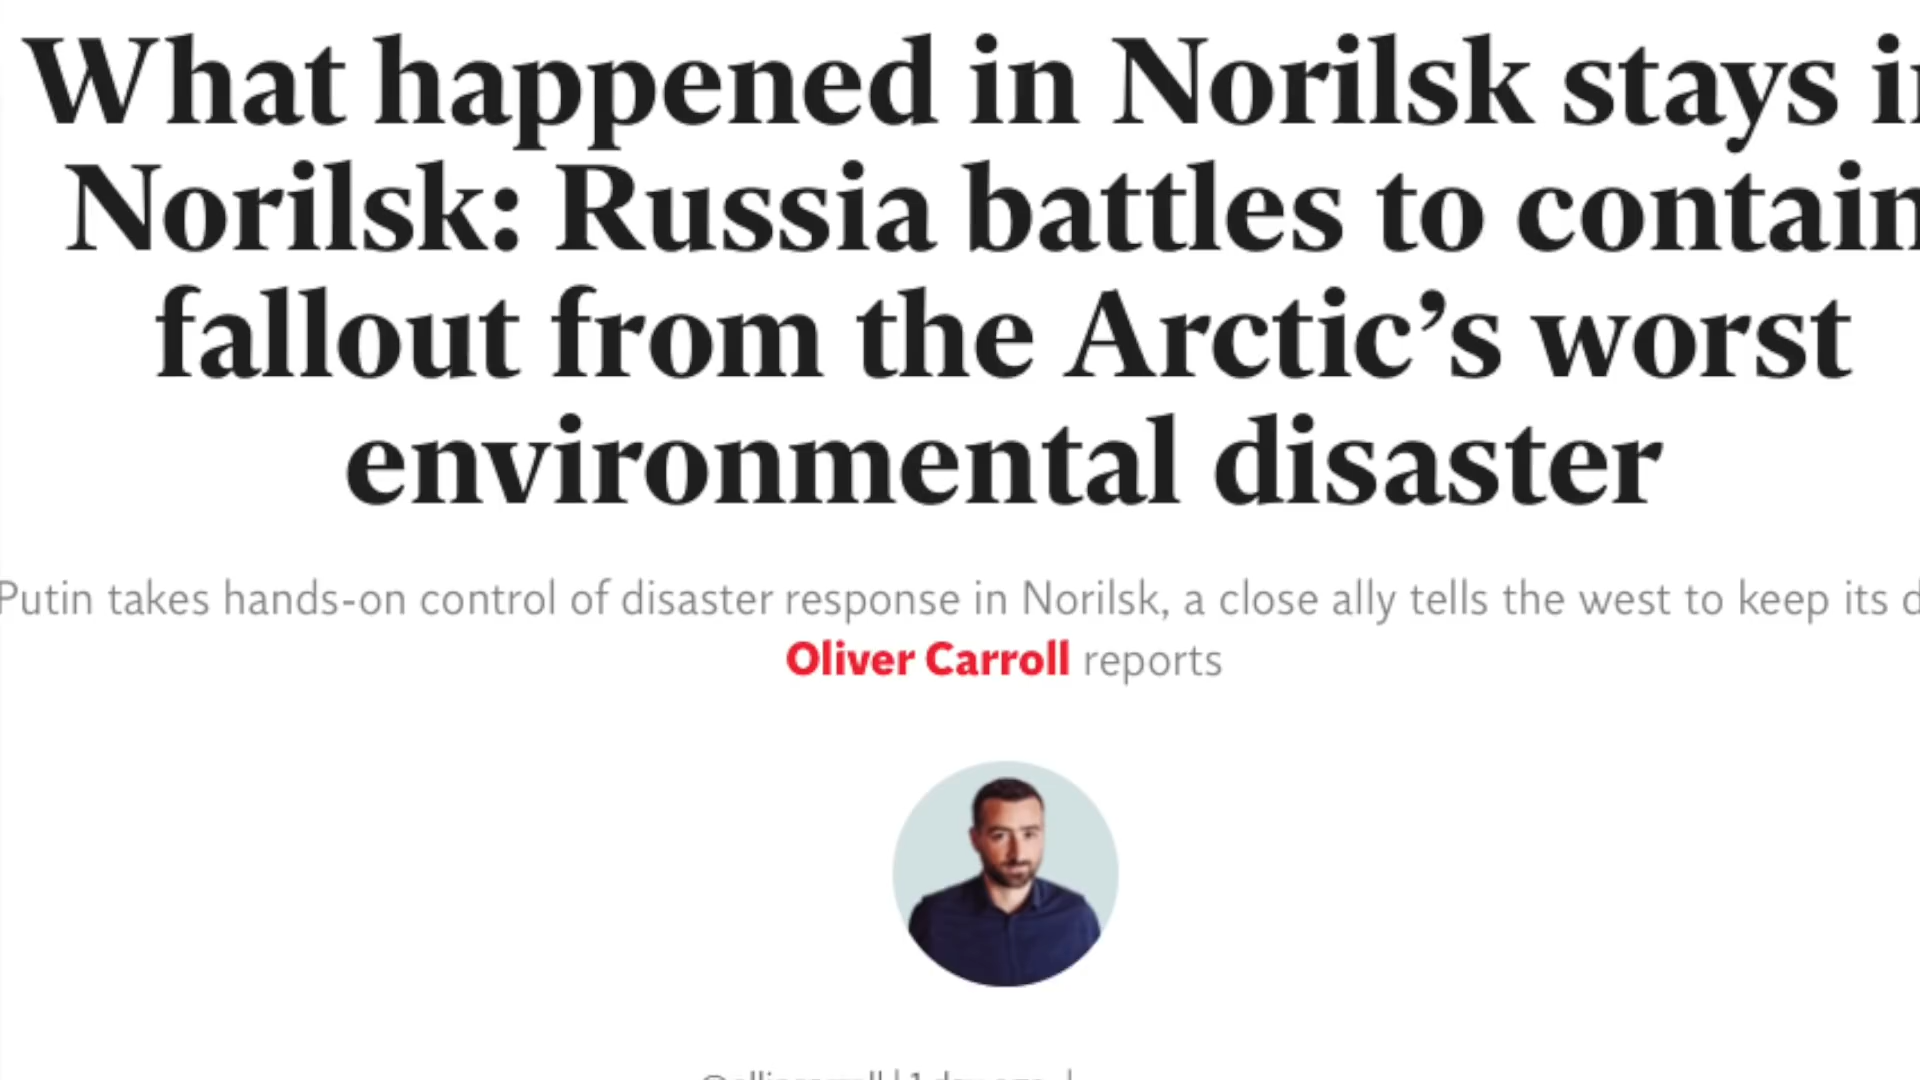 What happened in Norilsk stays in
Norilsk: Russia battles to contain
fallout from the Arctic’s worst
environmental disaster
Putin takes hands-on control of disaster response in Norilsk, a close ally tells the west to keep its
Oliver Carroll reports